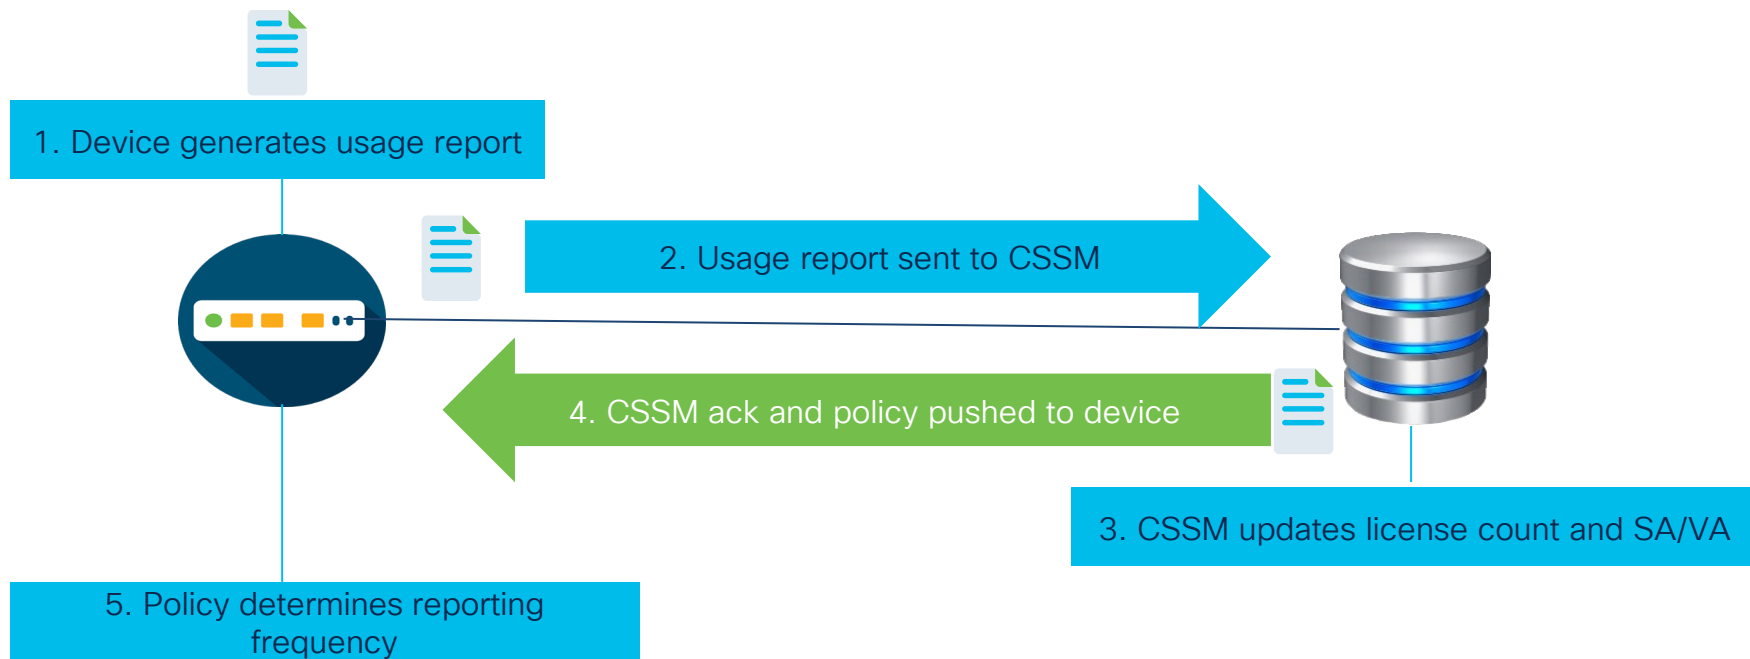 1. Device generates usage report
2. Usage report sent to CSSM
4. CSSM ack and policy pushed to device
3. CSSM updates license count and SA/VA
5. Policy determines reporting
frequency